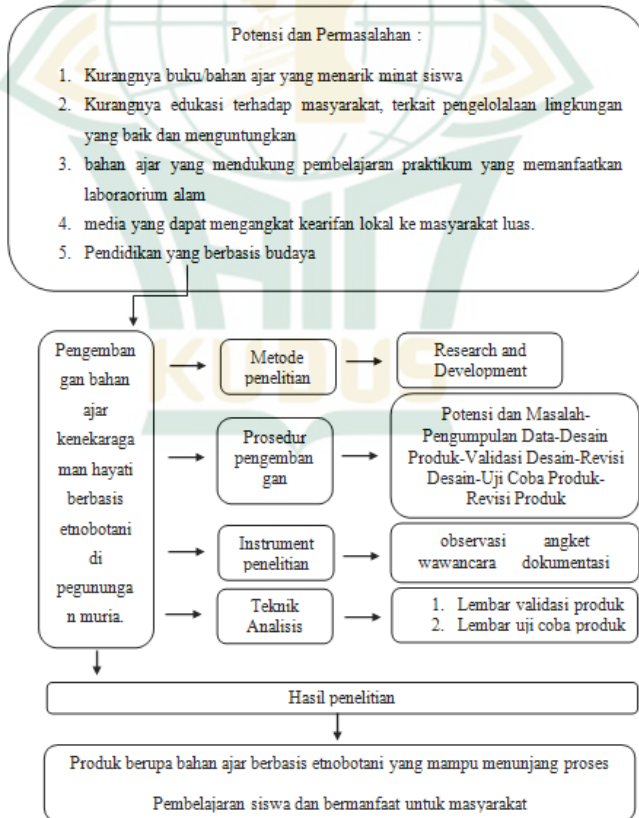 Potensi dan Permasalahan :
1. Kurangnya buku/bahan ajar yang menarik minat siswa
2. Kurangnya edukasi terhadap masyarakat, terkait pengelolalaan lingkungan
yang baik dan menguntungkan
3. bahan ajar yang mendukung pembelajaran praktikum yang memanfaatkan
laboraorium alam
4. media yang dapat mengangkat kearifan lokal ke masyarakat luas.
5. Pendidikan yang berbasis budaya
Pengemban
gan bahan
ajar
kenekaraga
man hayati
berbasis
etnobotani
di
pegununga
n muria.
Metode
penelitian
Research and
Development
Prosedur
pengemban
gan
Potensi dan Masalah-
Pengumpulan Data-Desain
Produk-Validasi Desain-Revisi
Desain-Uji Coba Produk-
Revisi Produk
Instrument
penelitian
observasi angket
wawancara dokumentasi
Teknik
Analisis
1. Lembar validasi produk
2. Lembar uji coba produk
Hasil penelitian
Produk berupa bahan ajar berbasis etnobotani yang mampu menunjang proses
Pembelajaran siswa dan bermanfaat untuk masyarakat
KUDUS